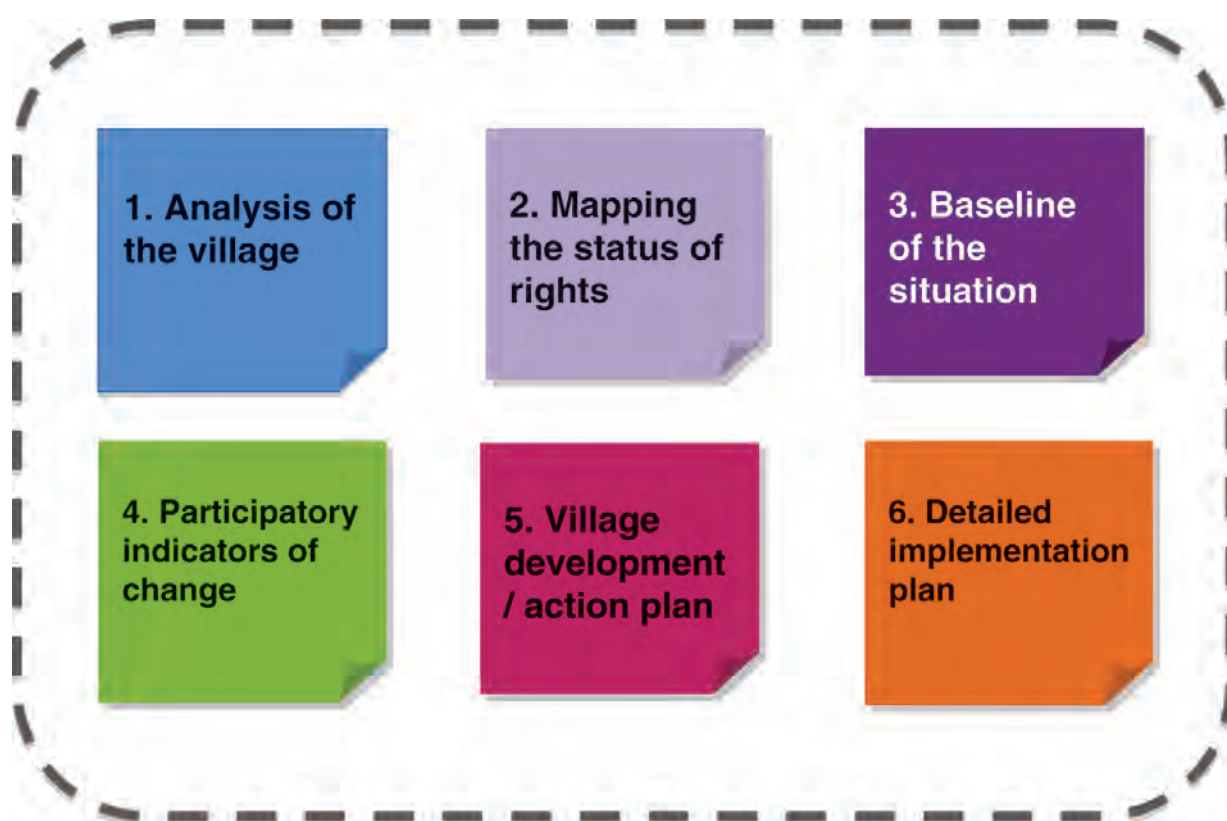 1. Analysis of
the village
2. Mapping
the status of
rights
3. Baseline
of the
situation
4. Participatory
indicators of
change
5. Village
development
/ action plan
6. Detailed
implementation
plan